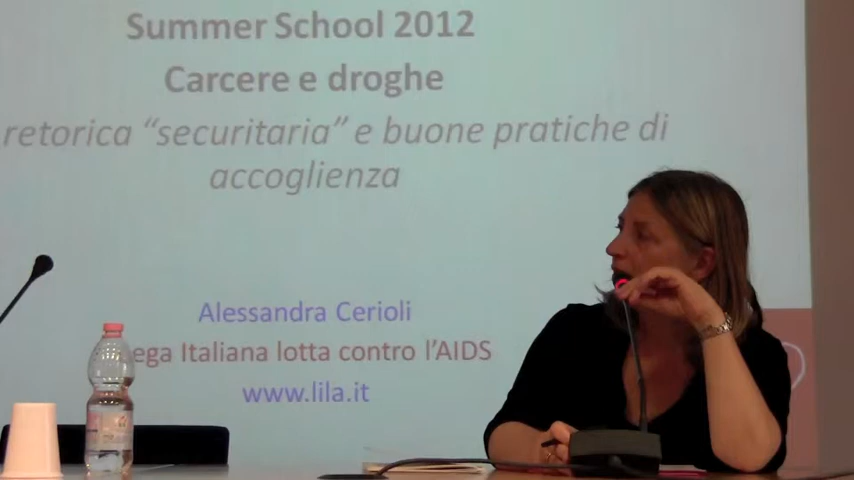 Summer School 2012
Carcere e droghe
retorica “securitaria” e buone pratiche di
accoglienza
Alessandra Cerioli
ega Italiana lotta contro l’AIDS
www.lila.it